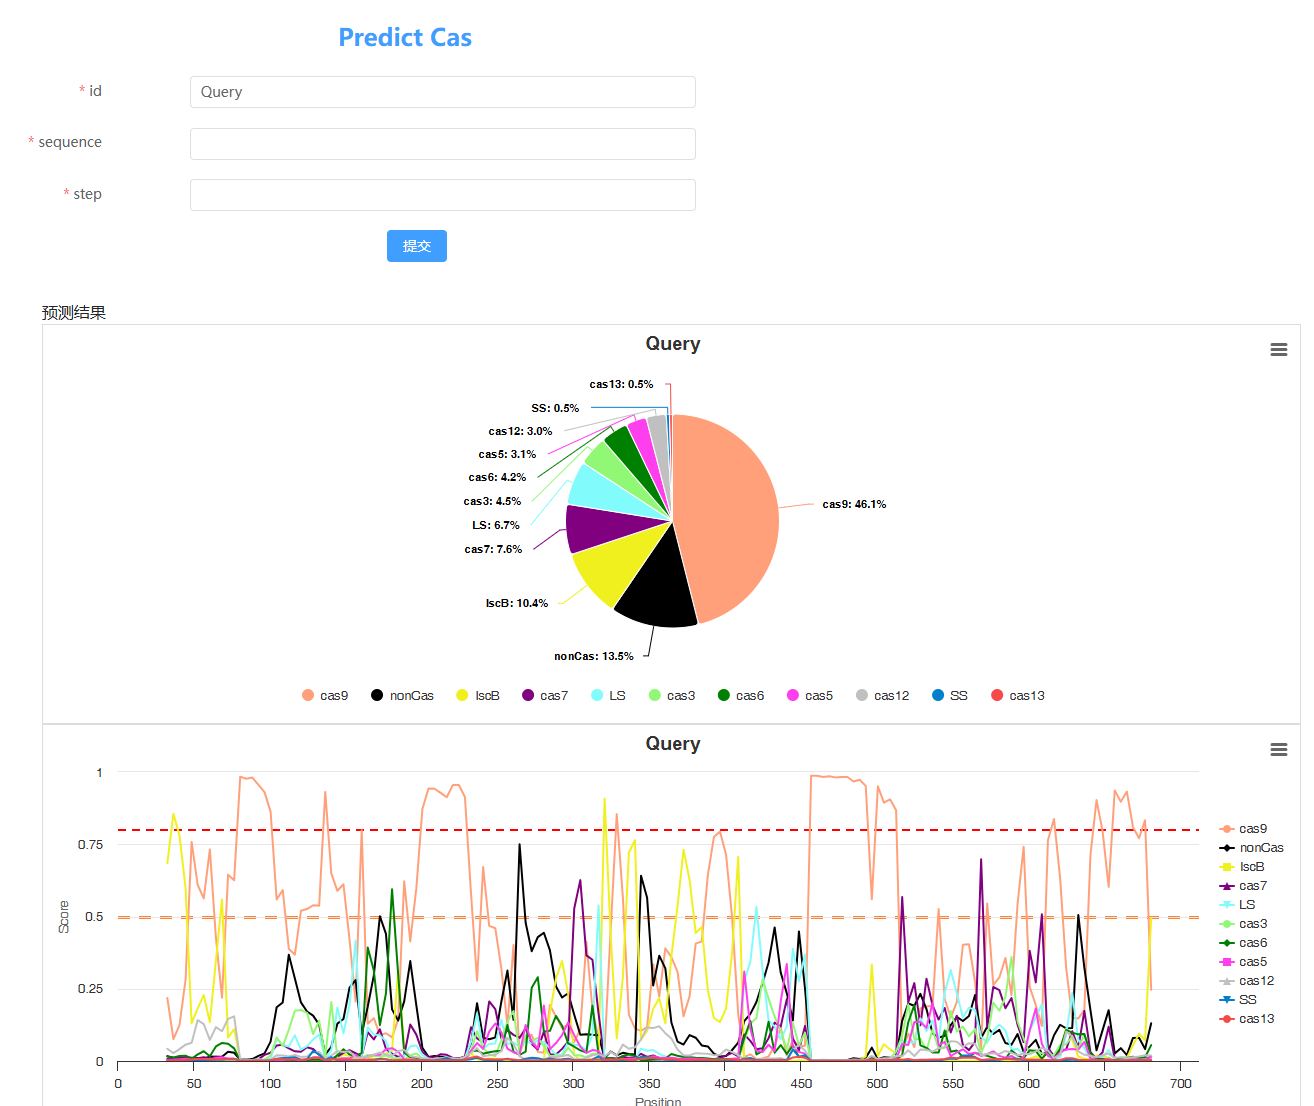 Predict Cas
* id
Query
* sequence
* step
提交
预测结果
Query
cas13: 0.5%
SS: 0.5%
cas12: 3.0%
cas5: 3.1%
cas6: 4.2%
cas3: 4.5%
LS: 6.7%
cas7: 7.6%
IscB: 10.4%
nonCas: 13.5%
cas9: 46.1%
cas9 nonCas IscB cas7 LS cas3 cas6 cas5 cas12 SS cas13
Query
Score
1
0.75
0.5
0.25
0
0 50 100 150 200 250 300 350 400 450 500 550 600 650 700
Position
cas9
nonCas
IscB
cas7
LS
cas3
cas6
cas5
cas12
SS
cas13